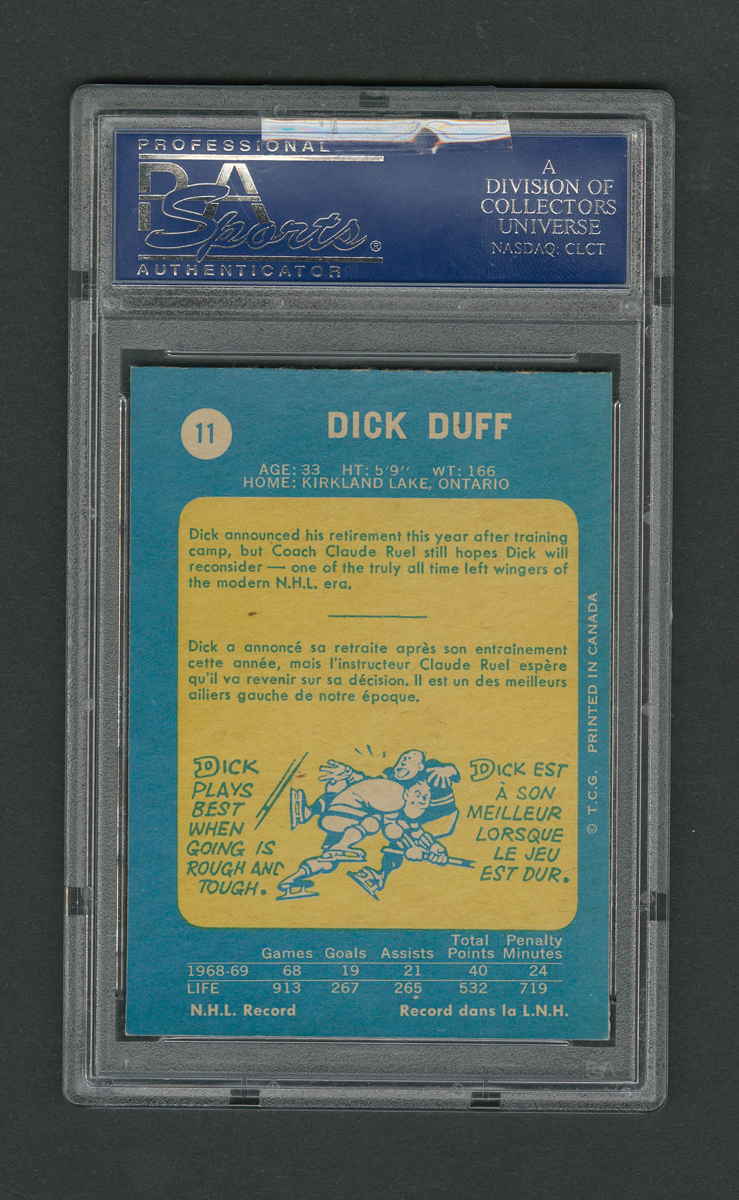 PROFESSIONAL
PSA
Sports®
AUTHENTICATOR
A
DIVISION OF
COLLECTORS
UNIVERSE
NASDAQ: CLCT
11
DICK DUFF
AGE: 33 HT: 5'9'' WT: 166
HOME: KIRKLAND LAKE, ONTARIO
Dick announced his retirement this year after training
camp, but Coach Claude Ruel still hopes Dick will
reconsider — one of the truly all time left wingers of
the modern N.H.L. era.
Dick a annoncé sa retraite après son entraînement
cette année, mais l'instructeur Claude Ruel espère
qu'il va revenir sur sa décision. Il est un des meilleurs
ailiers gauche de notre époque.
DICK
PLAYS
BEST
WHEN
GOING IS
ROUGH AND
TOUGH.
DICK EST
À SON
MEILLEUR
LORSQUE
LE JEU
EST DUR.
© T.C.G. PRINTED IN CANADA
Games Goals Assists Total Points Penalty Minutes
1968-69 68 19 21 40 24
LIFE 913 267 265 532 719
N.H.L. Record Record dans la L.N.H.